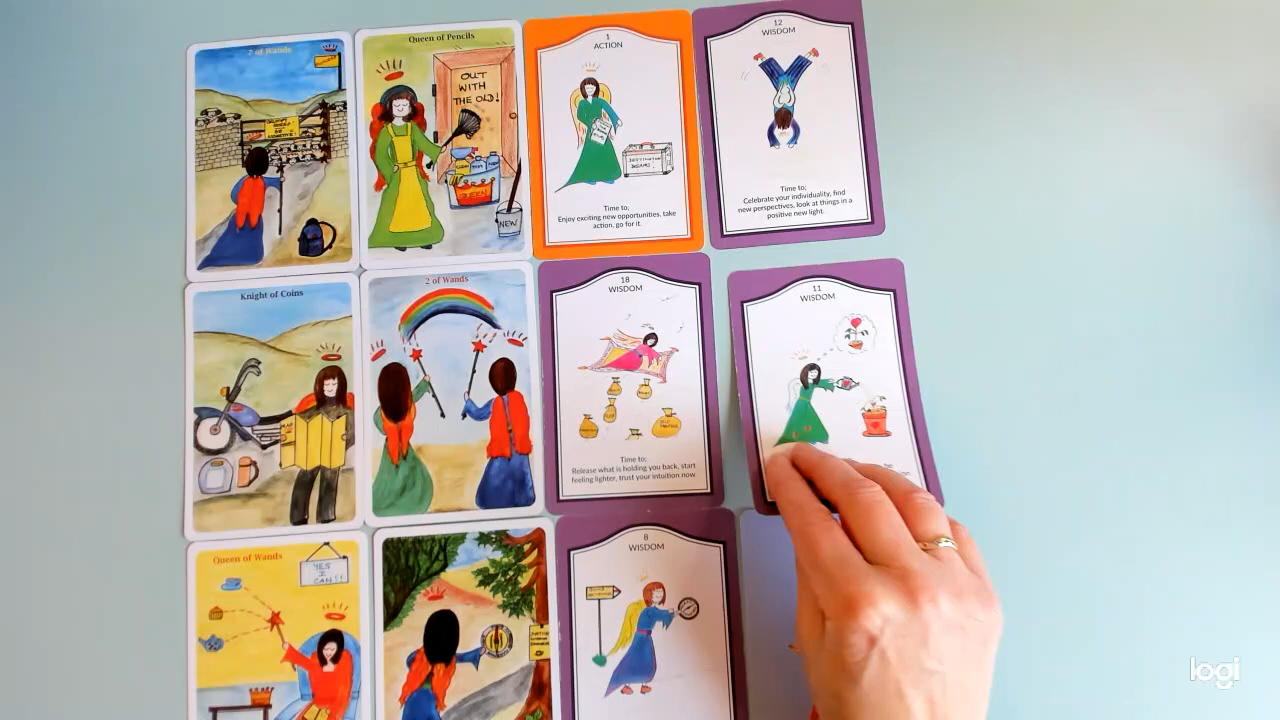 2 of Wands
Queen of Pencils
OUT
WITH
THE OLD!
QUEEN
NEW
1
ACTION
Time to;
Enjoy exciting new opportunities, take
action, go for it.
12
WISDOM
Time to;
Celebrate your individuality, find
new perspectives, look at things in a
positive new light.
Knight of Coins
MAP
2 of Wands
18
WISDOM
Time to;
Release what is holding you back, start
feeling lighter, trust your intuition now.
11
WISDOM
Queen of Wands
YES
I
CAN!!
8
WISDOM
logi